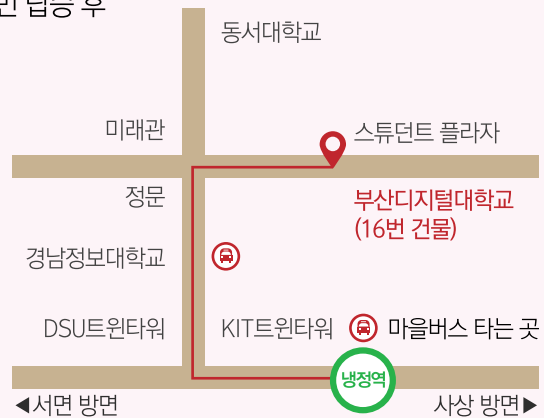 동서대학교
미래관
스튜던트 플라자
정문
부산디지털대학교
(16번 건물)
경남정보대학교
DSU트윈타워
KIT트윈타워
마을버스 타는 곳
냉정역
◀서면 방면
사상 방면▶